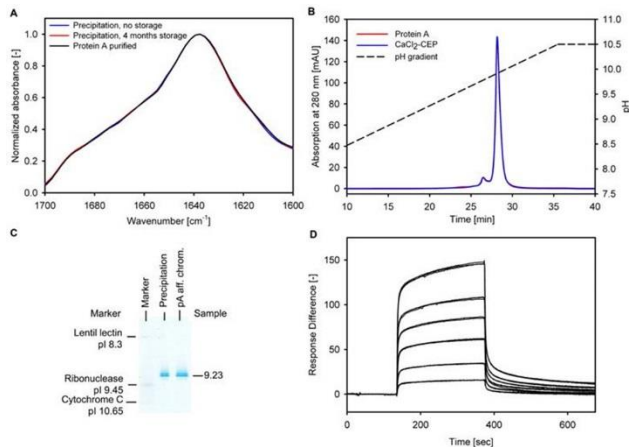 A
Precipitation, no storage
Precipitation, 4 months storage
Protein A purified
Normalized absorbance [-]
1.0
0.8
0.6
0.4
0.2
0.0
1700 1680 1660 1640 1620 1600
Wavenumber [cm⁻¹]
B
Protein A
CaCl₂-CEP
pH gradient
Absorption at 280 nm [mAU]
160
140
120
100
80
60
40
20
0
11.0
10.5
10.0
9.5
9.0
8.5
8.0
7.5
pH
10 16 22 28 34 40
Time [min]
C
Marker
Marker
Precipitation
pA aff. chrom.
Sample
Lentil lectin
pI 8.3
Ribonuclease
pI 9.45
Cytochrome C
pI 10.65
9.23
D
Response Difference [-]
150
100
50
0
0 200 400 600
Time [sec]